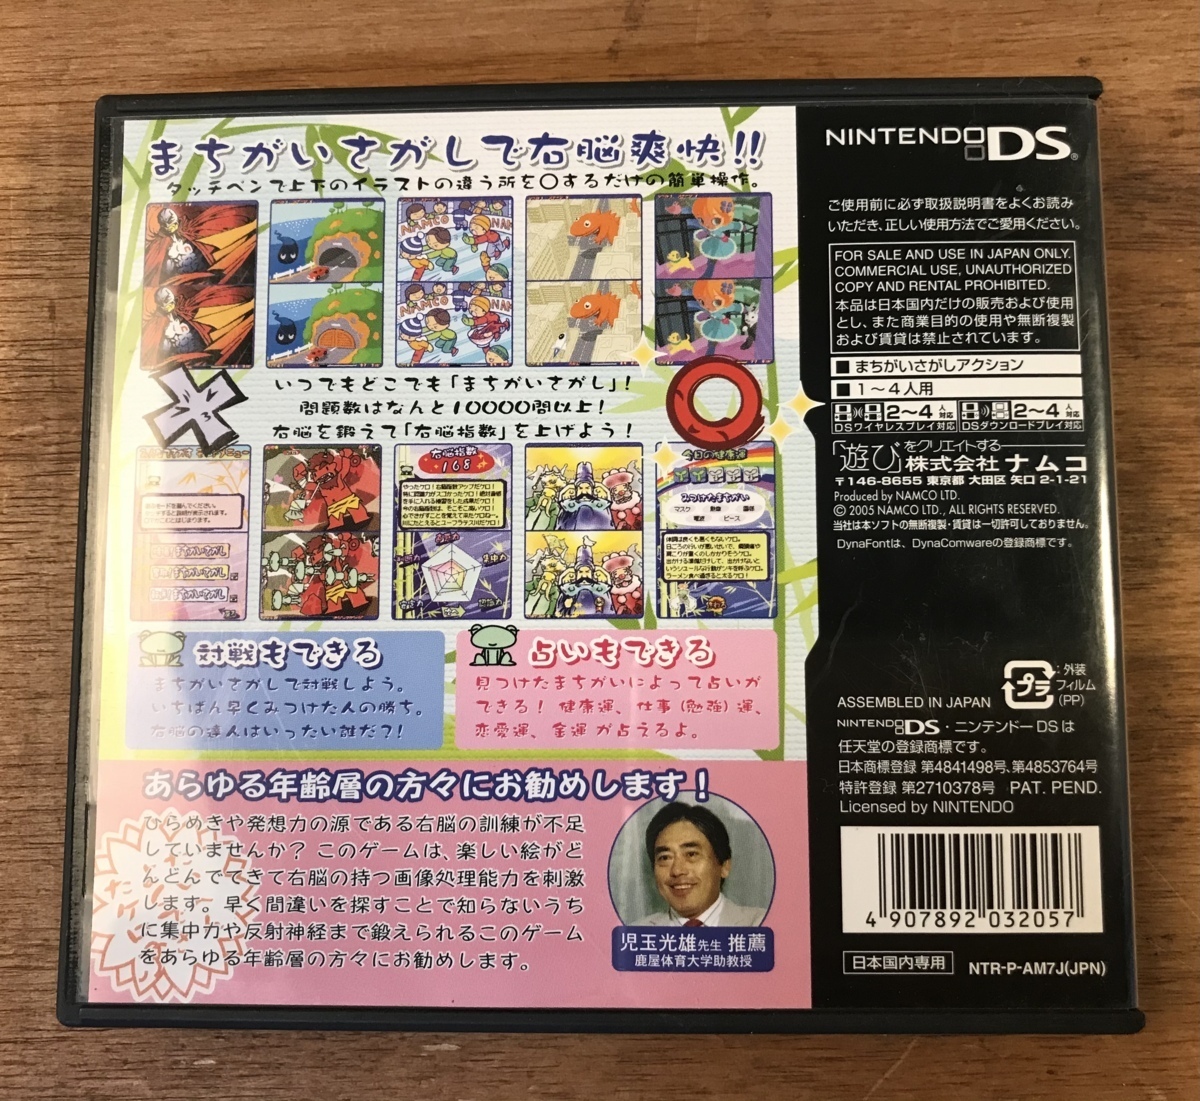 まちがいさがしで右脳爽快!!
タッチペンで上下のイラストの違う所を○するだけの簡単操作。
NAMCO
NAM
NAMCO
NAM
いつでもどこでも「まちがいさがし」!
問題数はなんと10000問以上!
右脳を鍛えて「右脳指数」を上げよう!
右脳指数
168
今日の健康運
みつけたまちがい
対戦もできる
まちがいさがしで対戦しよう。
いちばん早くみつけた人の勝ち。
右脳の達人はいったい誰だ?!
占いもできる
見つけたまちがいによって占いが
できる! 健康運、仕事(勉強)運、
恋愛運、金運が占えるよ。
あらゆる年齢層の方々にお勧めします!
ひらめきや発想力の源である右脳の訓練が不足
していませんか? このゲームは、楽しい絵がど
んどんでてきて右脳の持つ画像処理能力を刺激
します。早く間違いを探すことで知らないうち
に集中力や反射神経まで鍛えられるこのゲーム
をあらゆる年齢層の方々にお勧めします。
児玉光雄先生 推薦
鹿屋体育大学助教授
NINTENDO DS®
ご使用前に必ず取扱説明書をよくお読み
いただき、正しい使用方法でご愛用ください。
FOR SALE AND USE IN JAPAN ONLY.
COMMERCIAL USE, UNAUTHORIZED
COPY AND RENTAL PROHIBITED.
本品は日本国内だけの販売および使用
とし、また商業目的の使用や無断複製
および賃貸は禁止されています。
■ まちがいさがしアクション
■ 1〜4人用
2〜4人対応 DSワイヤレスプレイ対応
2〜4人対応 DSダウンロードプレイ対応
「遊び」をクリエイトする
株式会社 ナムコ
〒146-8655 東京都 大田区 矢口 2-1-21
Produced by NAMCO LTD.
© 2005 NAMCO LTD., ALL RIGHTS RESERVED.
当社は本ソフトの無断複製・賃貸は一切許可しておりません。
DynaFontは、DynaComwareの登録商標です。
プラ
:外装
フィルム
(PP)
ASSEMBLED IN JAPAN
NINTENDO DS・ニンテンドーDSは
任天堂の登録商標です。
日本商標登録 第4841498号、第4853764号
特許登録 第2710378号 PAT. PEND.
Licensed by NINTENDO
4 907892 032057
日本国内専用
NTR-P-AM7J(JPN)